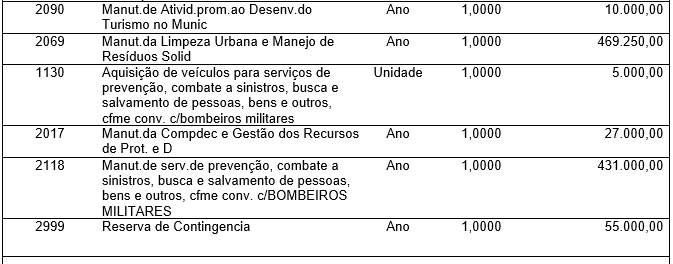 2090 Manut.de Ativid.prom.ao Desenv.do Ano 1,0000 10.000,00
Turismo no Munic
2069 Manut.da Limpeza Urbana e Manejo de Ano 1,0000 469.250,00
Resíduos Solid
1130 Aquisição de veículos para serviços de Unidade 1,0000 5.000,00
prevenção, combate a sinistros, busca e
salvamento de pessoas, bens e outros,
cfme conv. c/bombeiros militares
2017 Manut.da Compdec e Gestão dos Recursos Ano 1,0000 27.000,00
de Prot. e D
2118 Manut.de serv.de prevenção, combate a Ano 1,0000 431.000,00
sinistros, busca e salvamento de pessoas,
bens e outros, cfme conv. c/BOMBEIROS
MILITARES
2999 Reserva de Contingencia Ano 1,0000 55.000,00